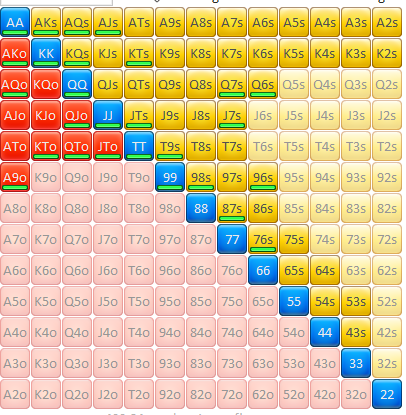 AA AKs AQs AJs ATs A9s A8s A7s A6s A5s A4s A3s A2s
AKo KK KQs KJs KTs K9s K8s K7s K6s K5s K4s K3s K2s
AQo KQo QQ QJs QTs Q9s Q8s Q7s Q6s Q5s Q4s Q3s Q2s
AJo KJo QJo JJ JTs J9s J8s J7s J6s J5s J4s J3s J2s
ATo KTo QTo JTo TT T9s T8s T7s T6s T5s T4s T3s T2s
A9o K9o Q9o J9o T9o 99 98s 97s 96s 95s 94s 93s 92s
A8o K8o Q8o J8o T8o 98o 88 87s 86s 85s 84s 83s 82s
A7o K7o Q7o J7o T7o 97o 87o 77 76s 75s 74s 73s 72s
A6o K6o Q6o J6o T6o 96o 86o 76o 66 65s 64s 63s 62s
A5o K5o Q5o J5o T5o 95o 85o 75o 65o 55 54s 53s 52s
A4o K4o Q4o J4o T4o 94o 84o 74o 64o 54o 44 43s 42s
A3o K3o Q3o J3o T3o 93o 83o 73o 63o 53o 43o 33 32s
A2o K2o Q2o J2o T2o 92o 82o 72o 62o 52o 42o 32o 22